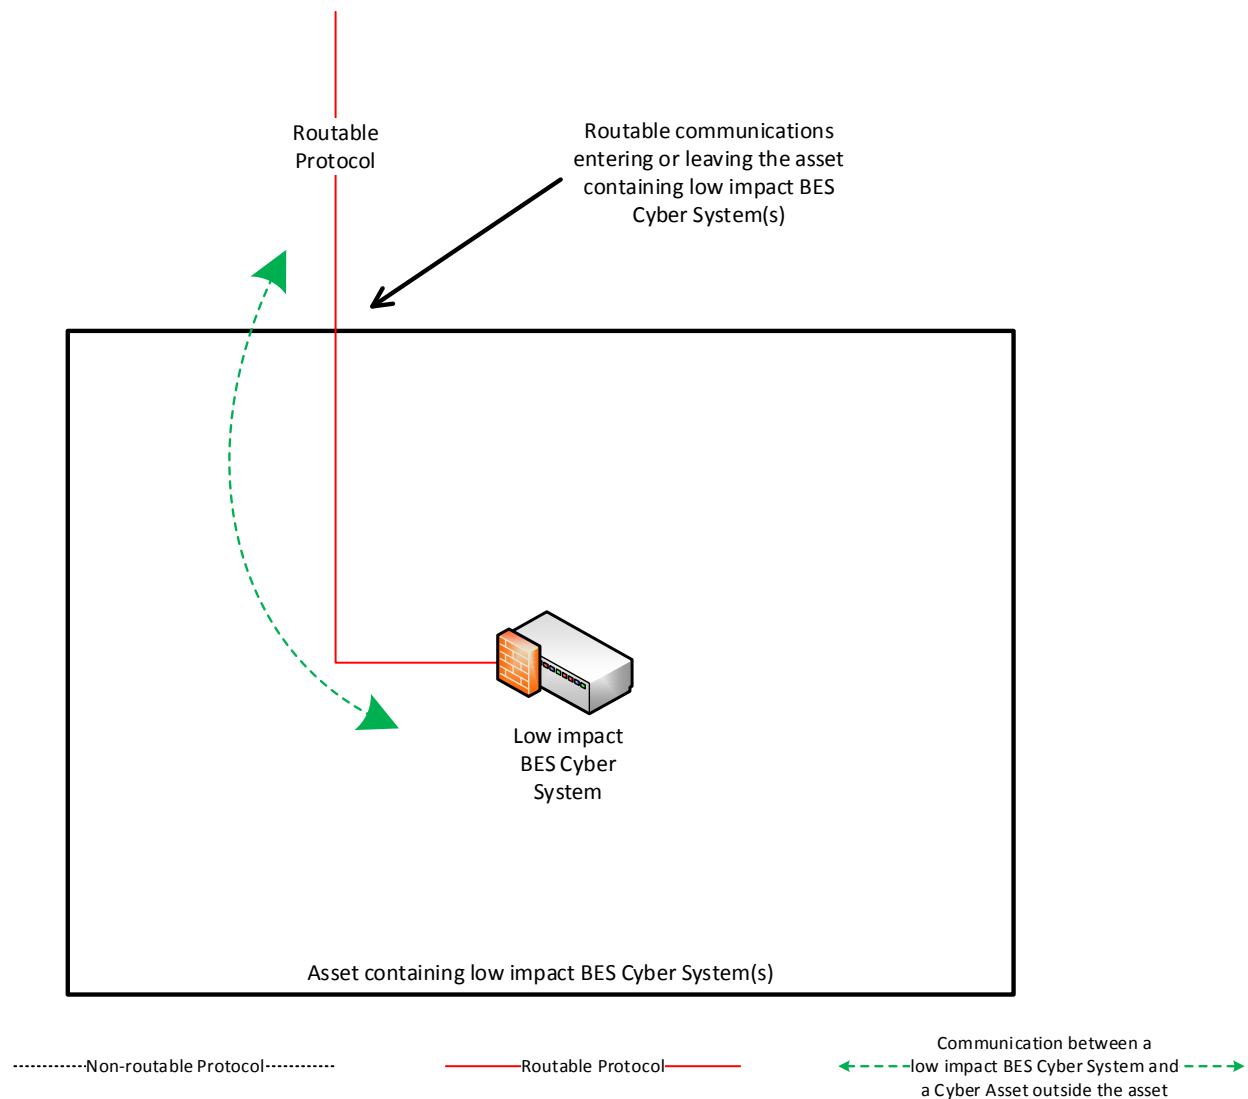 Routable
Protocol
Routable communications
entering or leaving the asset
containing low impact BES
Cyber System(s)
Low impact
BES Cyber
System
Asset containing low impact BES Cyber System(s)
Non-routable Protocol
Routable Protocol
Communication between a
low impact BES Cyber System and
a Cyber Asset outside the asset